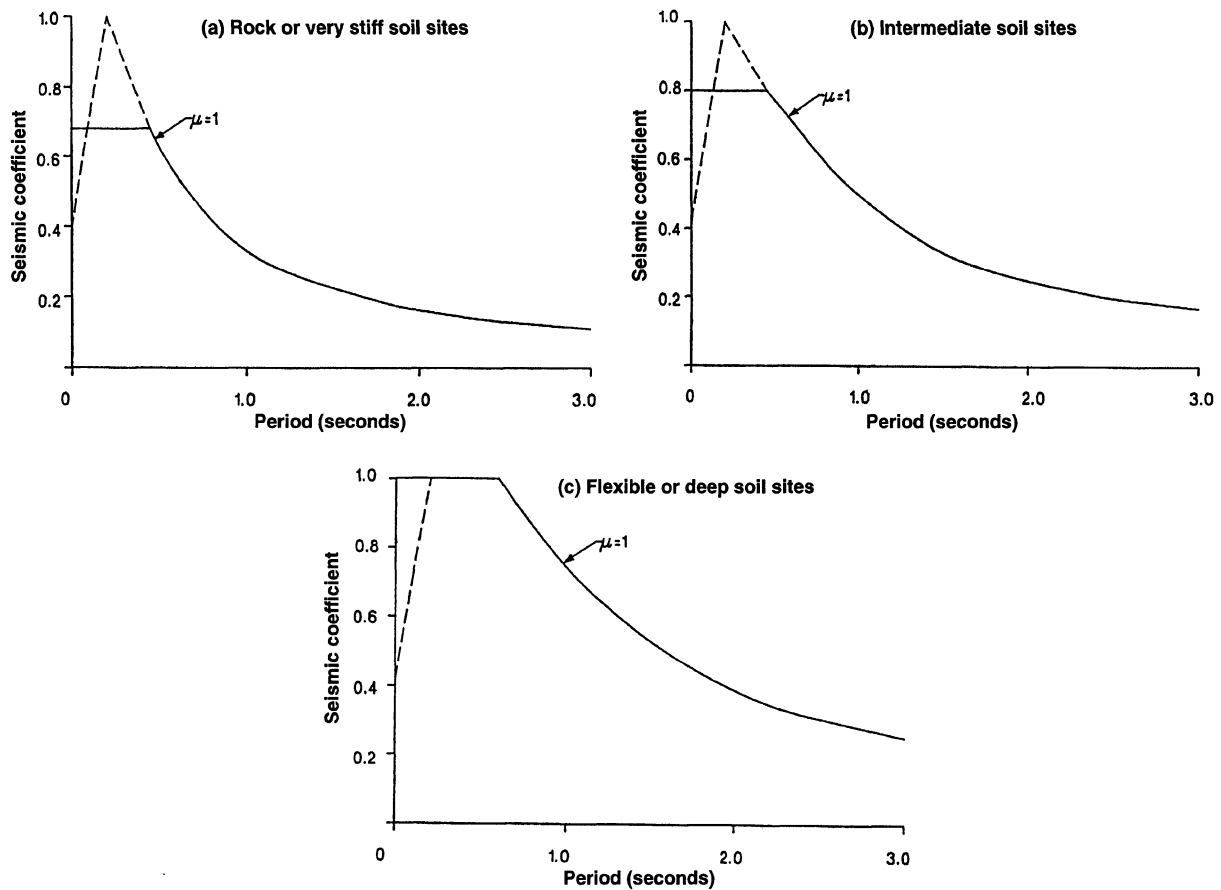 (a) Rock or very stiff soil sites
1.0
0.8
0.6
0.4
0.2
Seismic coefficient
μ=1
0
1.0
2.0
3.0
Period (seconds)
(b) Intermediate soil sites
1.0
0.8
0.6
0.4
0.2
Seismic coefficient
μ=1
0
1.0
2.0
3.0
Period (seconds)
(c) Flexible or deep soil sites
1.0
0.8
0.6
0.4
0.2
Seismic coefficient
μ=1
0
1.0
2.0
3.0
Period (seconds)